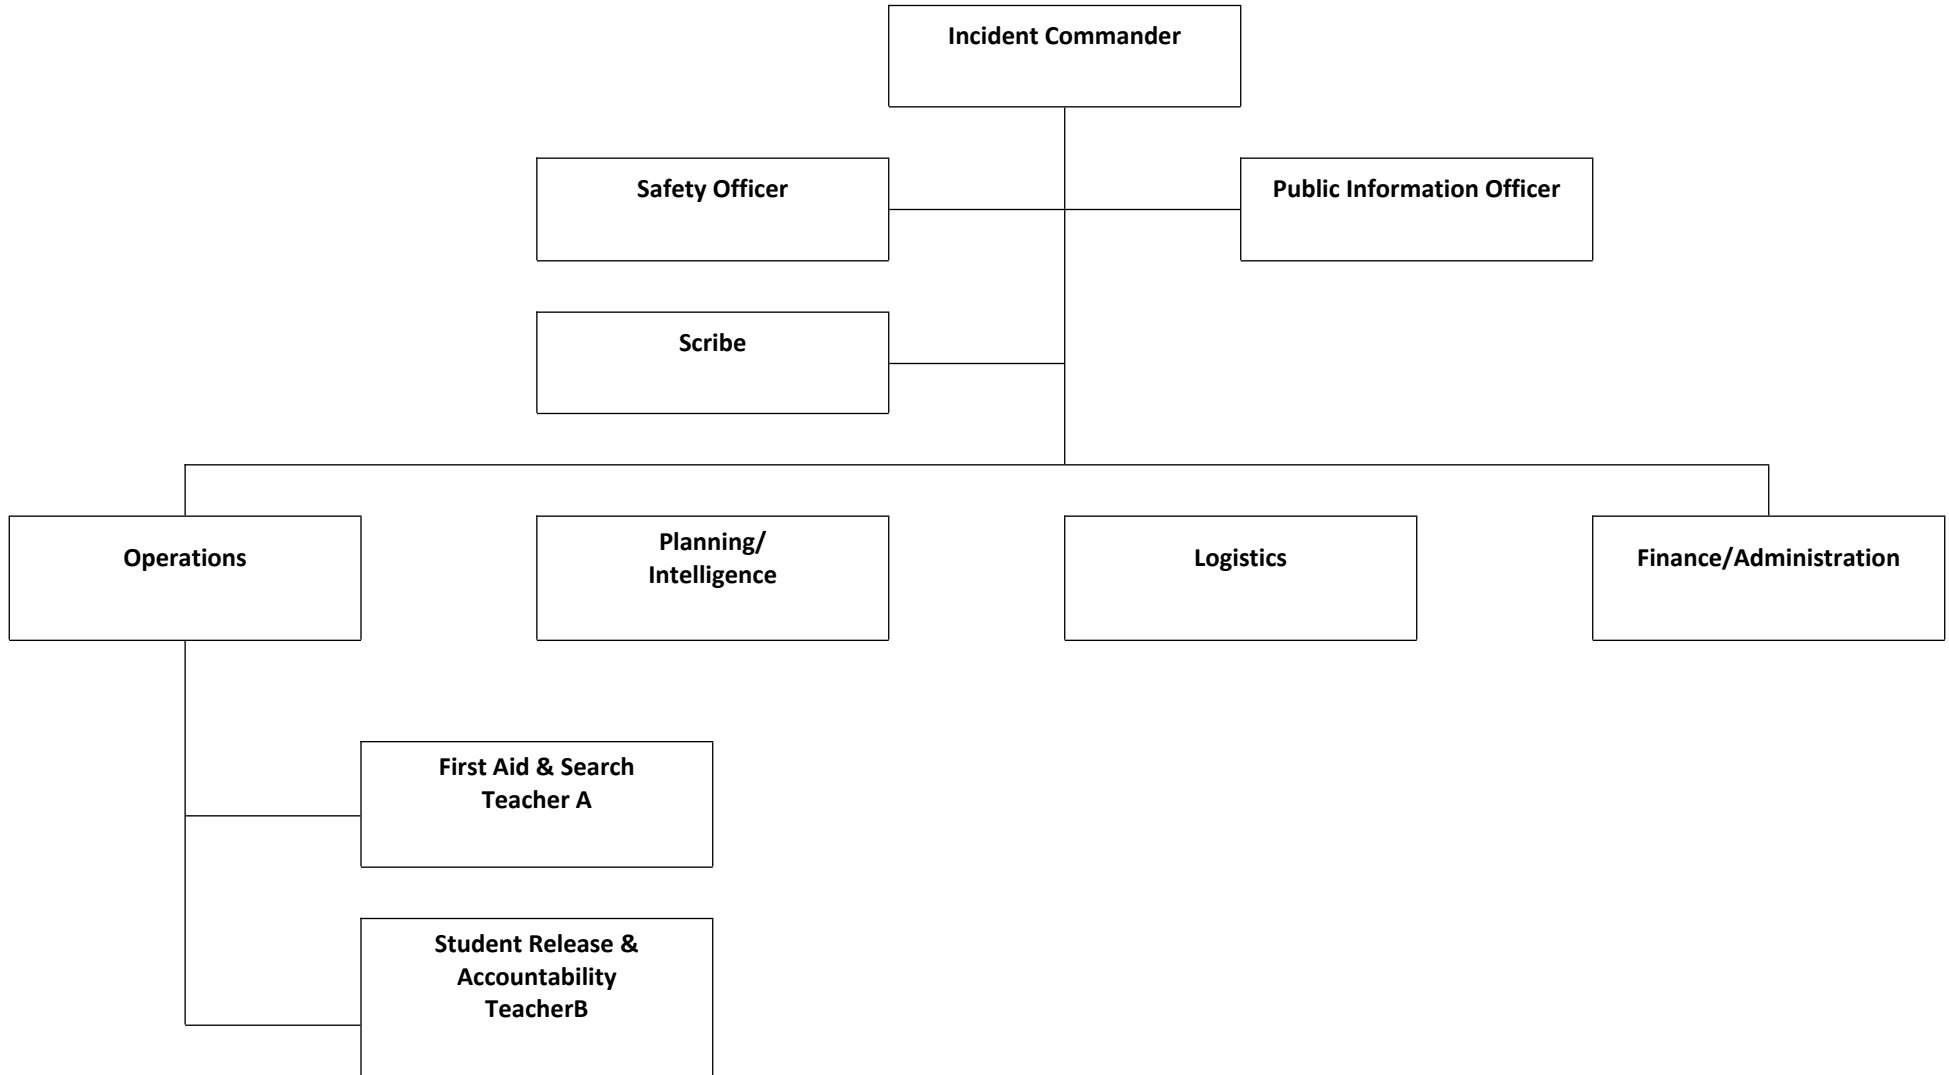 Incident Commander
Safety Officer
Public Information Officer
Scribe
Operations
Planning/
Intelligence
Logistics
Finance/Administration
First Aid & Search
Teacher A
Student Release &
Accountability
TeacherB